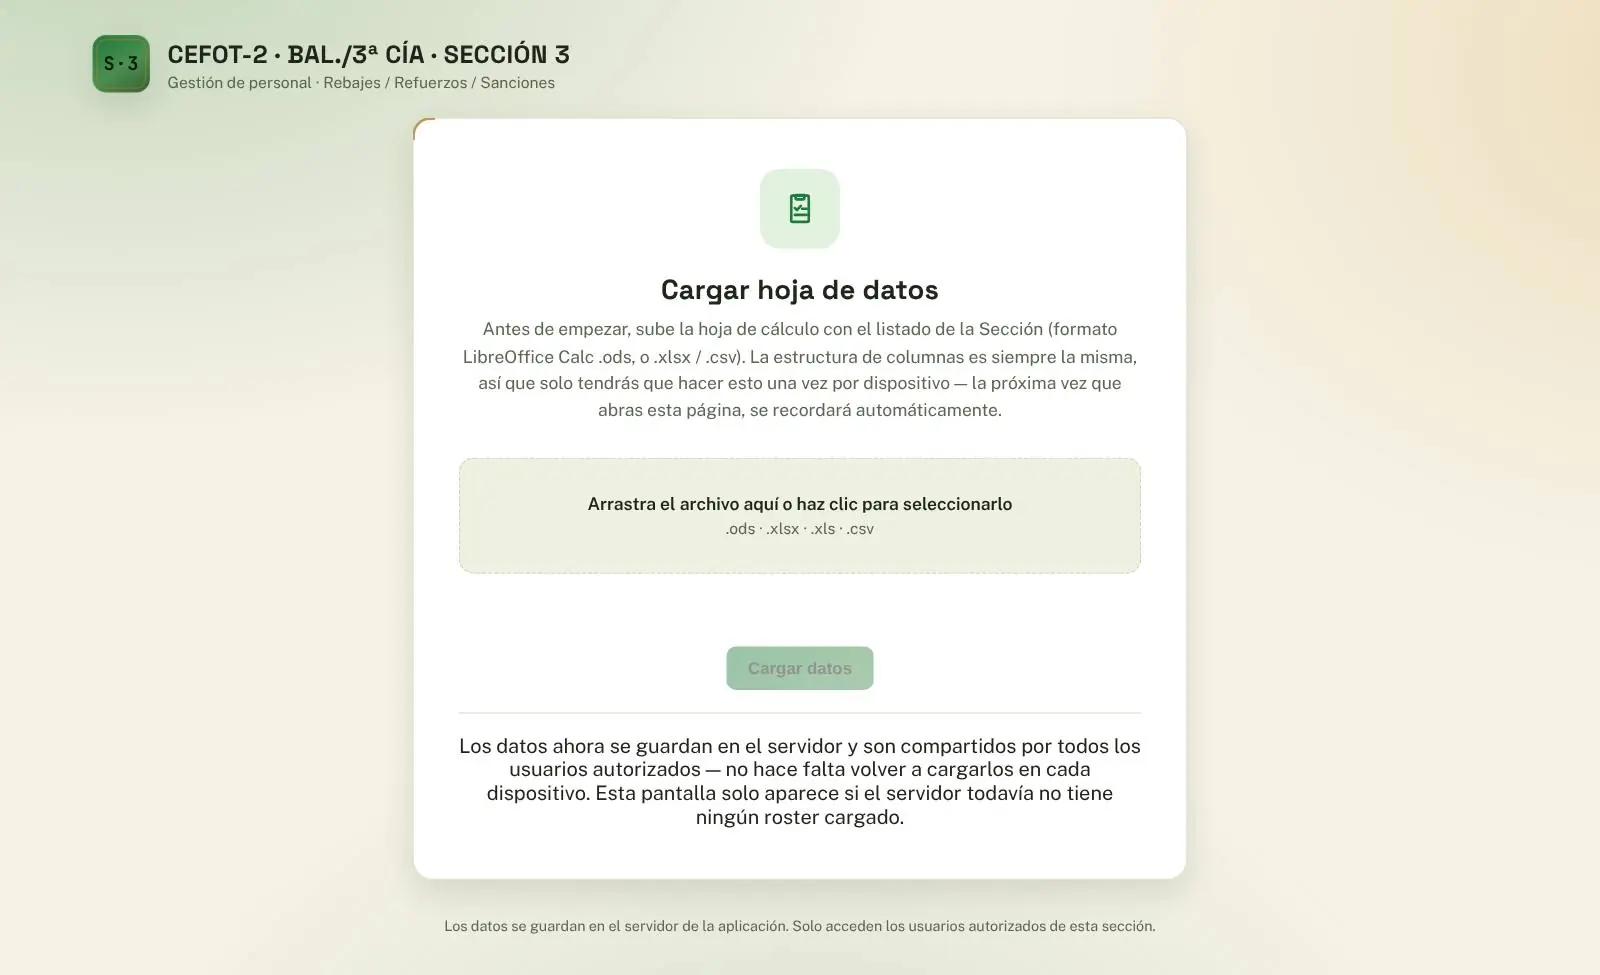 S·3
CEFOT-2 · BAL./3ª CÍA · SECCIÓN 3
Gestión de personal · Rebajes / Refuerzos / Sanciones
Cargar hoja de datos
Antes de empezar, sube la hoja de cálculo con el listado de la Sección (formato
LibreOffice Calc .ods, o .xlsx / .csv). La estructura de columnas es siempre la misma,
así que solo tendrás que hacer esto una vez por dispositivo — la próxima vez que
abras esta página, se recordará automáticamente.
Arrastra el archivo aquí o haz clic para seleccionarlo
.ods · .xlsx · .xls · .csv
Cargar datos
Los datos ahora se guardan en el servidor y son compartidos por todos los
usuarios autorizados — no hace falta volver a cargarlos en cada
dispositivo. Esta pantalla solo aparece si el servidor todavía no tiene
ningún roster cargado.
Los datos se guardan en el servidor de la aplicación. Solo acceden los usuarios autorizados de esta sección.